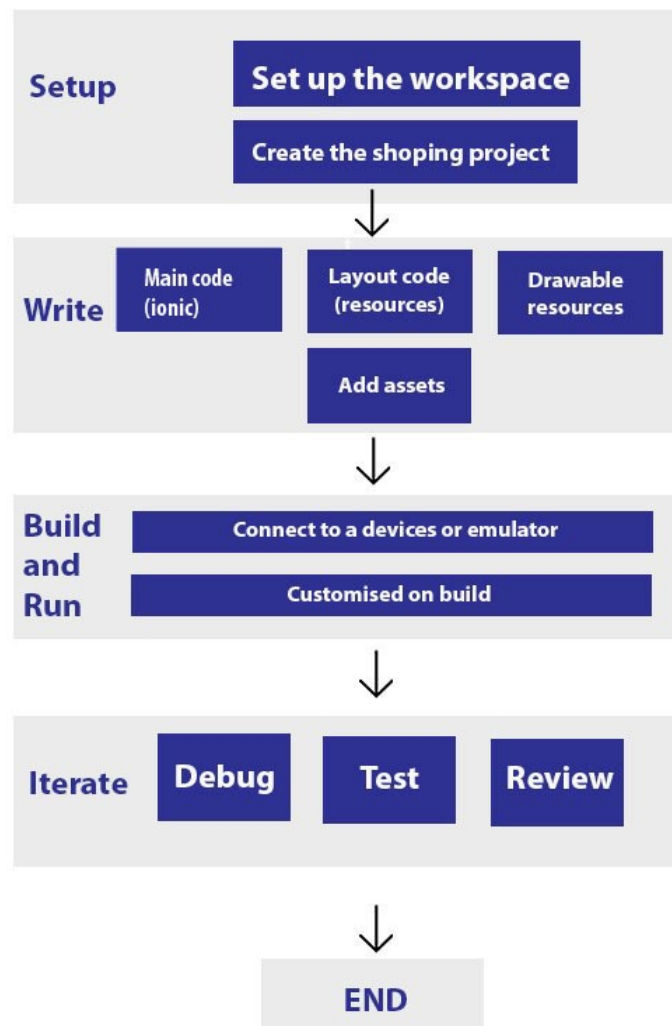 Setup
Set up the workspace
Create the shoping project
Write
Main code
(ionic)
Layout code
(resources)
Drawable
resources
Add assets
Build
and
Run
Connect to a devices or emulator
Customised on build
Iterate
Debug
Test
Review
END